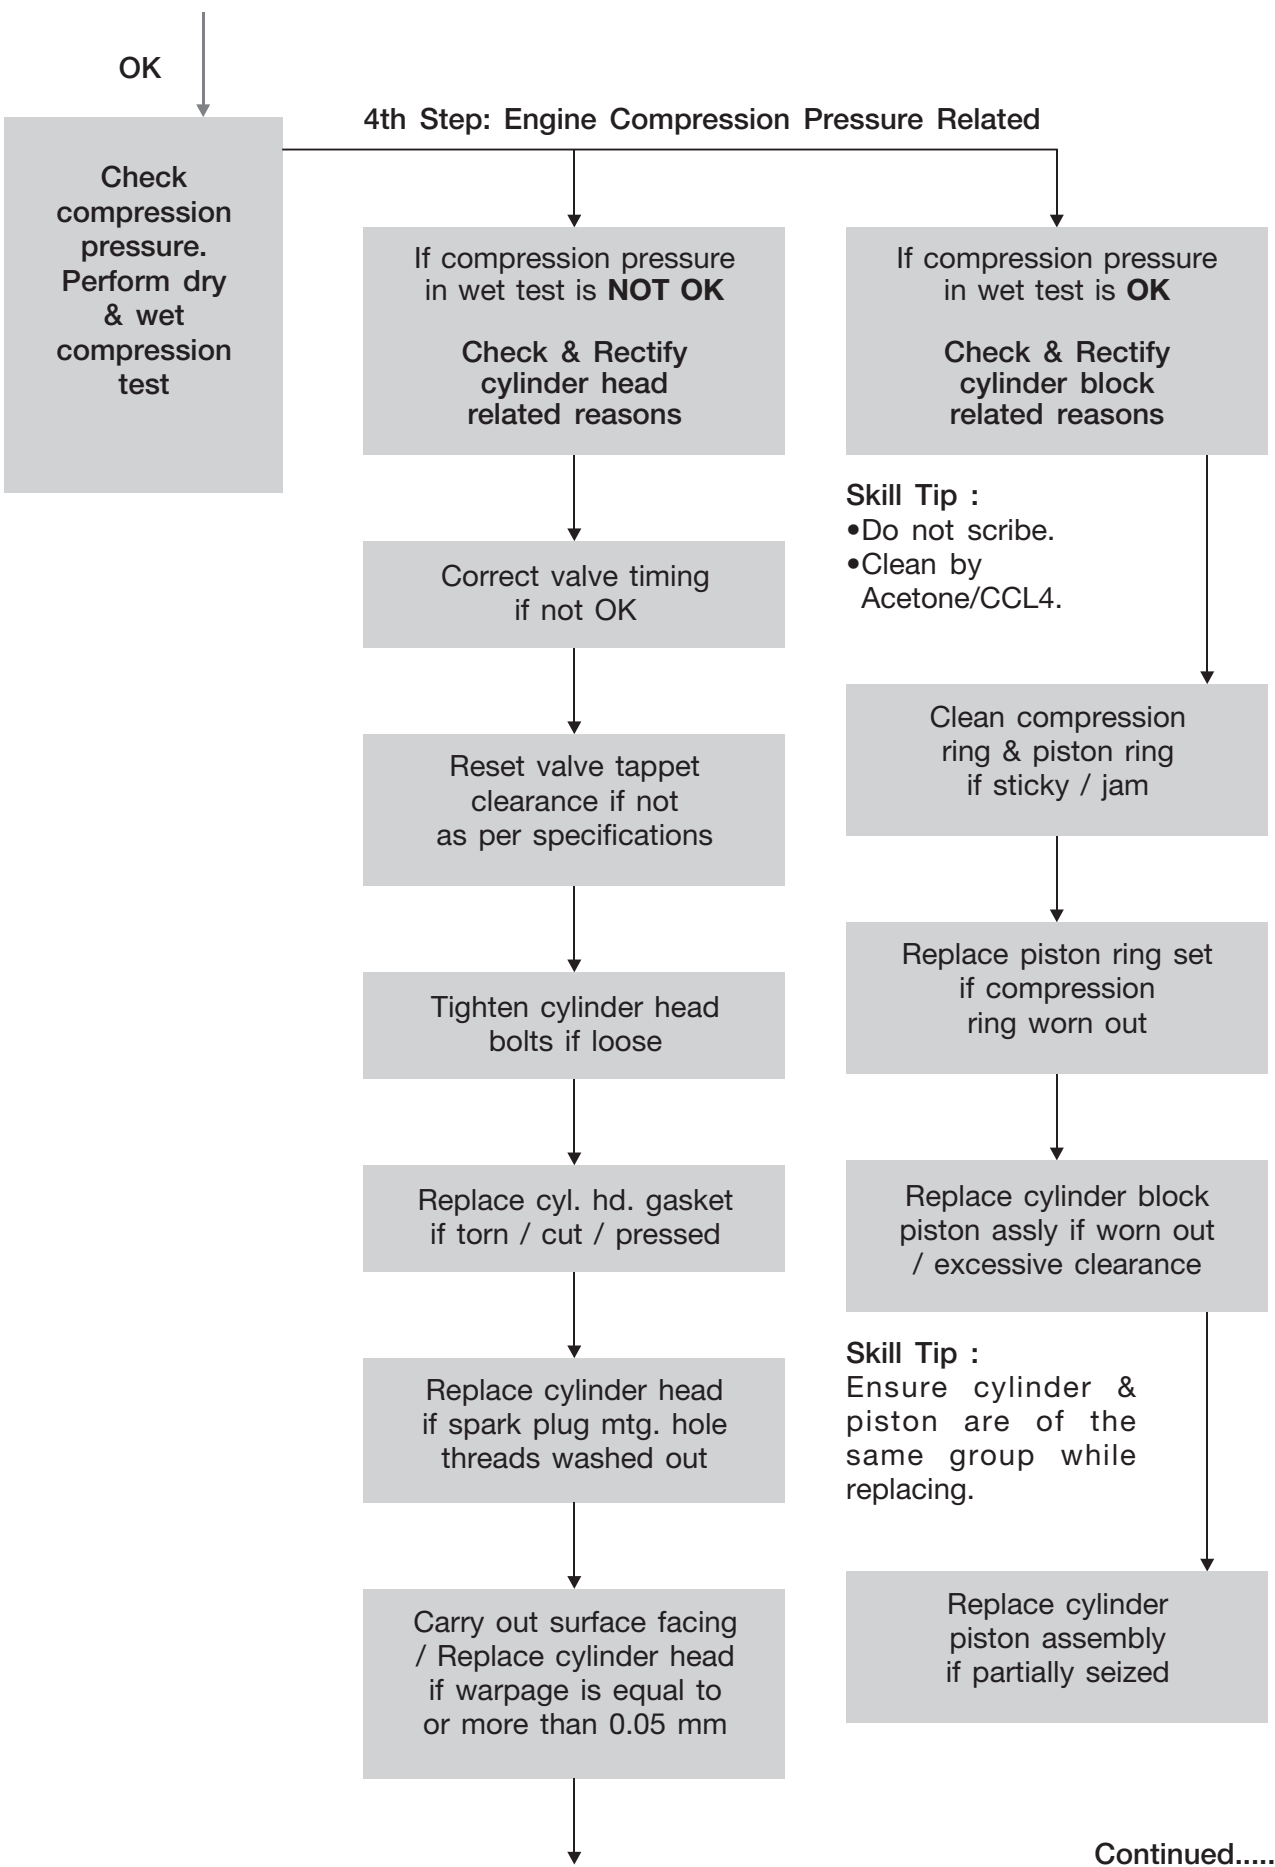 OK
4th Step: Engine Compression Pressure Related
Check
compression
pressure.
Perform dry
& wet
compression
test
If compression pressure
in wet test is NOT OK
Check & Rectify
cylinder head
related reasons
Correct valve timing
if not OK
Reset valve tappet
clearance if not
as per specifications
Tighten cylinder head
bolts if loose
Replace cyl. hd. gasket
if torn / cut / pressed
Replace cylinder head
if spark plug mtg. hole
threads washed out
Carry out surface facing
/ Replace cylinder head
if warpage is equal to
or more than 0.05 mm
If compression pressure
in wet test is OK
Check & Rectify
cylinder block
related reasons
Skill Tip :
•Do not scribe.
•Clean by
Acetone/CCL4.
Clean compression
ring & piston ring
if sticky / jam
Replace piston ring set
if compression
ring worn out
Replace cylinder block
piston assly if worn out
/ excessive clearance
Skill Tip :
Ensure cylinder &
piston are of the
same group while
replacing.
Replace cylinder
piston assembly
if partially seized
Continued.....